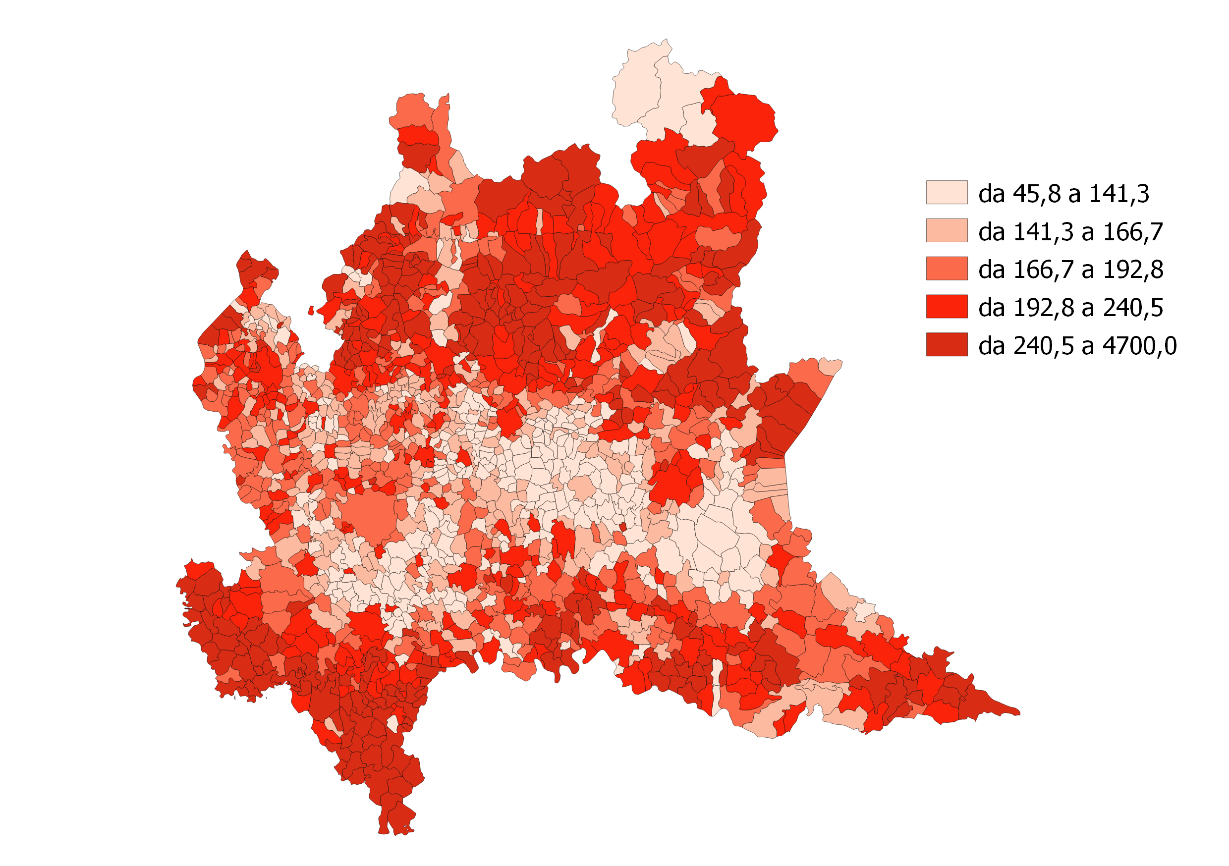 da 45,8 a 141,3
da 141,3 a 166,7
da 166,7 a 192,8
da 192,8 a 240,5
da 240,5 a 4700,0